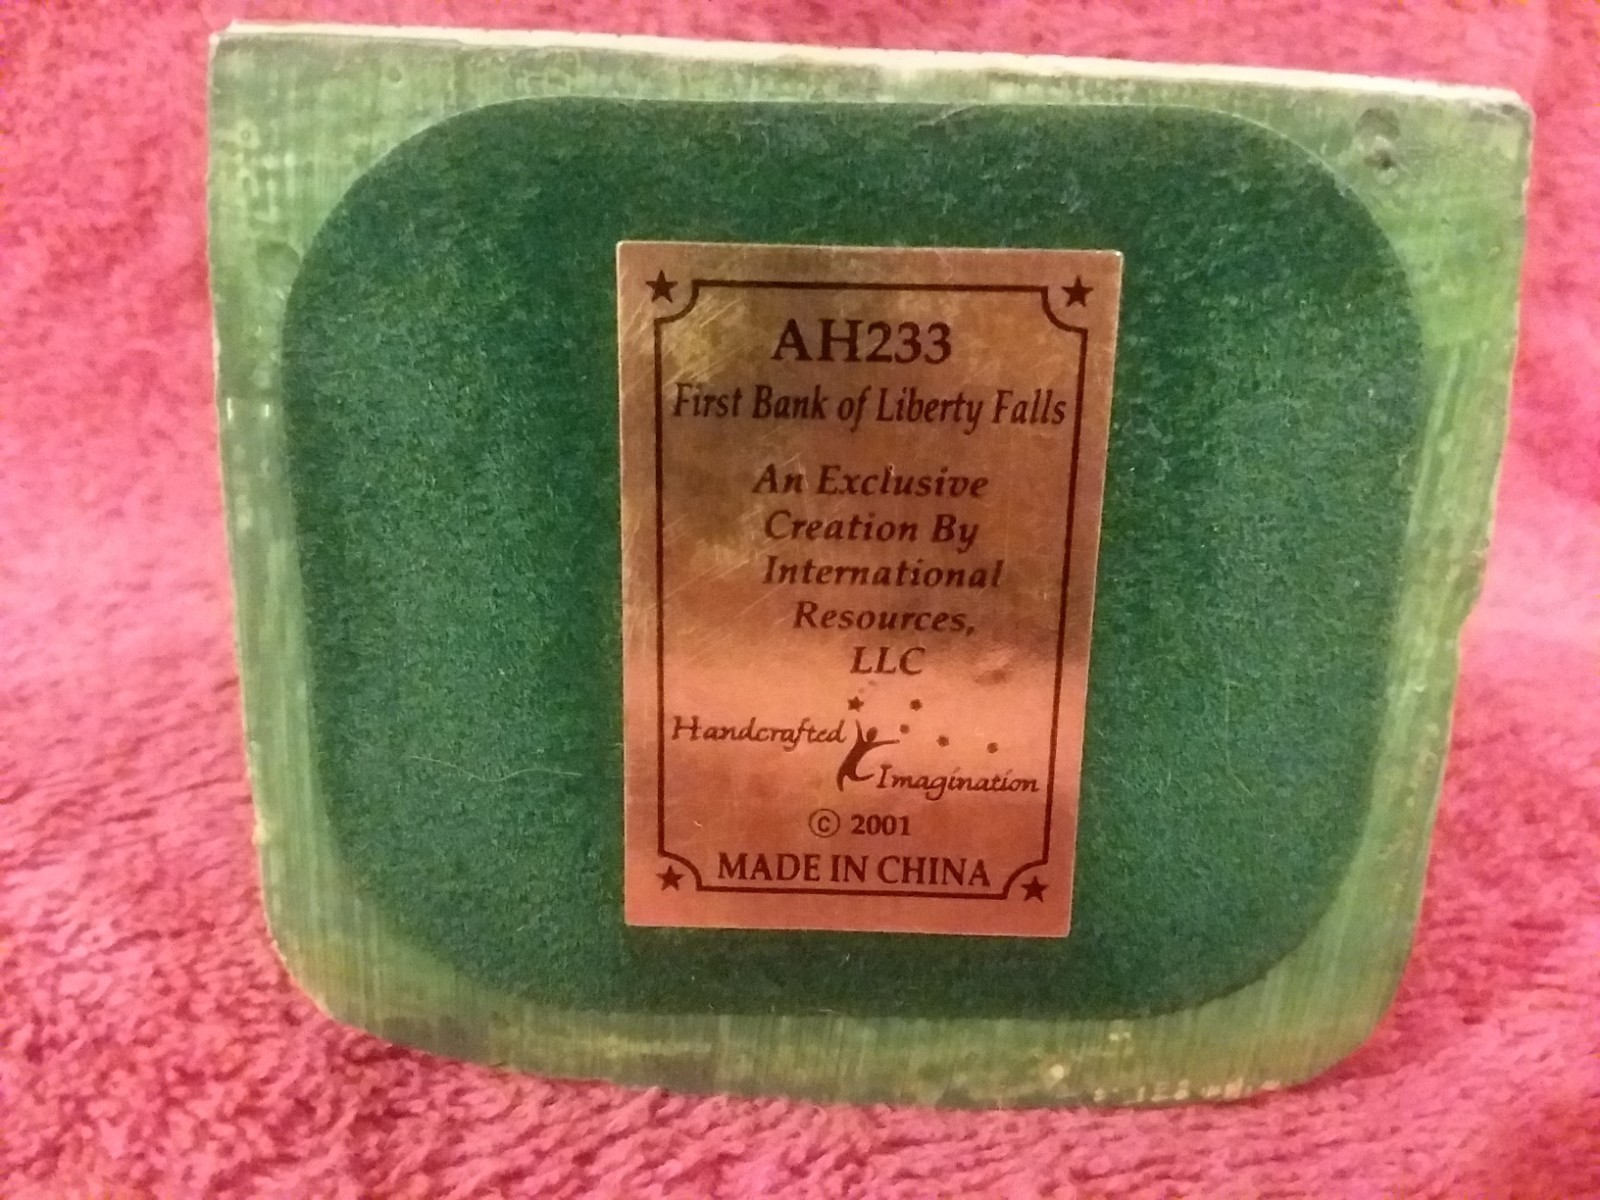 AH233
First Bank of Liberty Falls
An Exclusive
Creation By
International
Resources,
LLC
Handcrafted
Imagination
© 2001
MADE IN CHINA